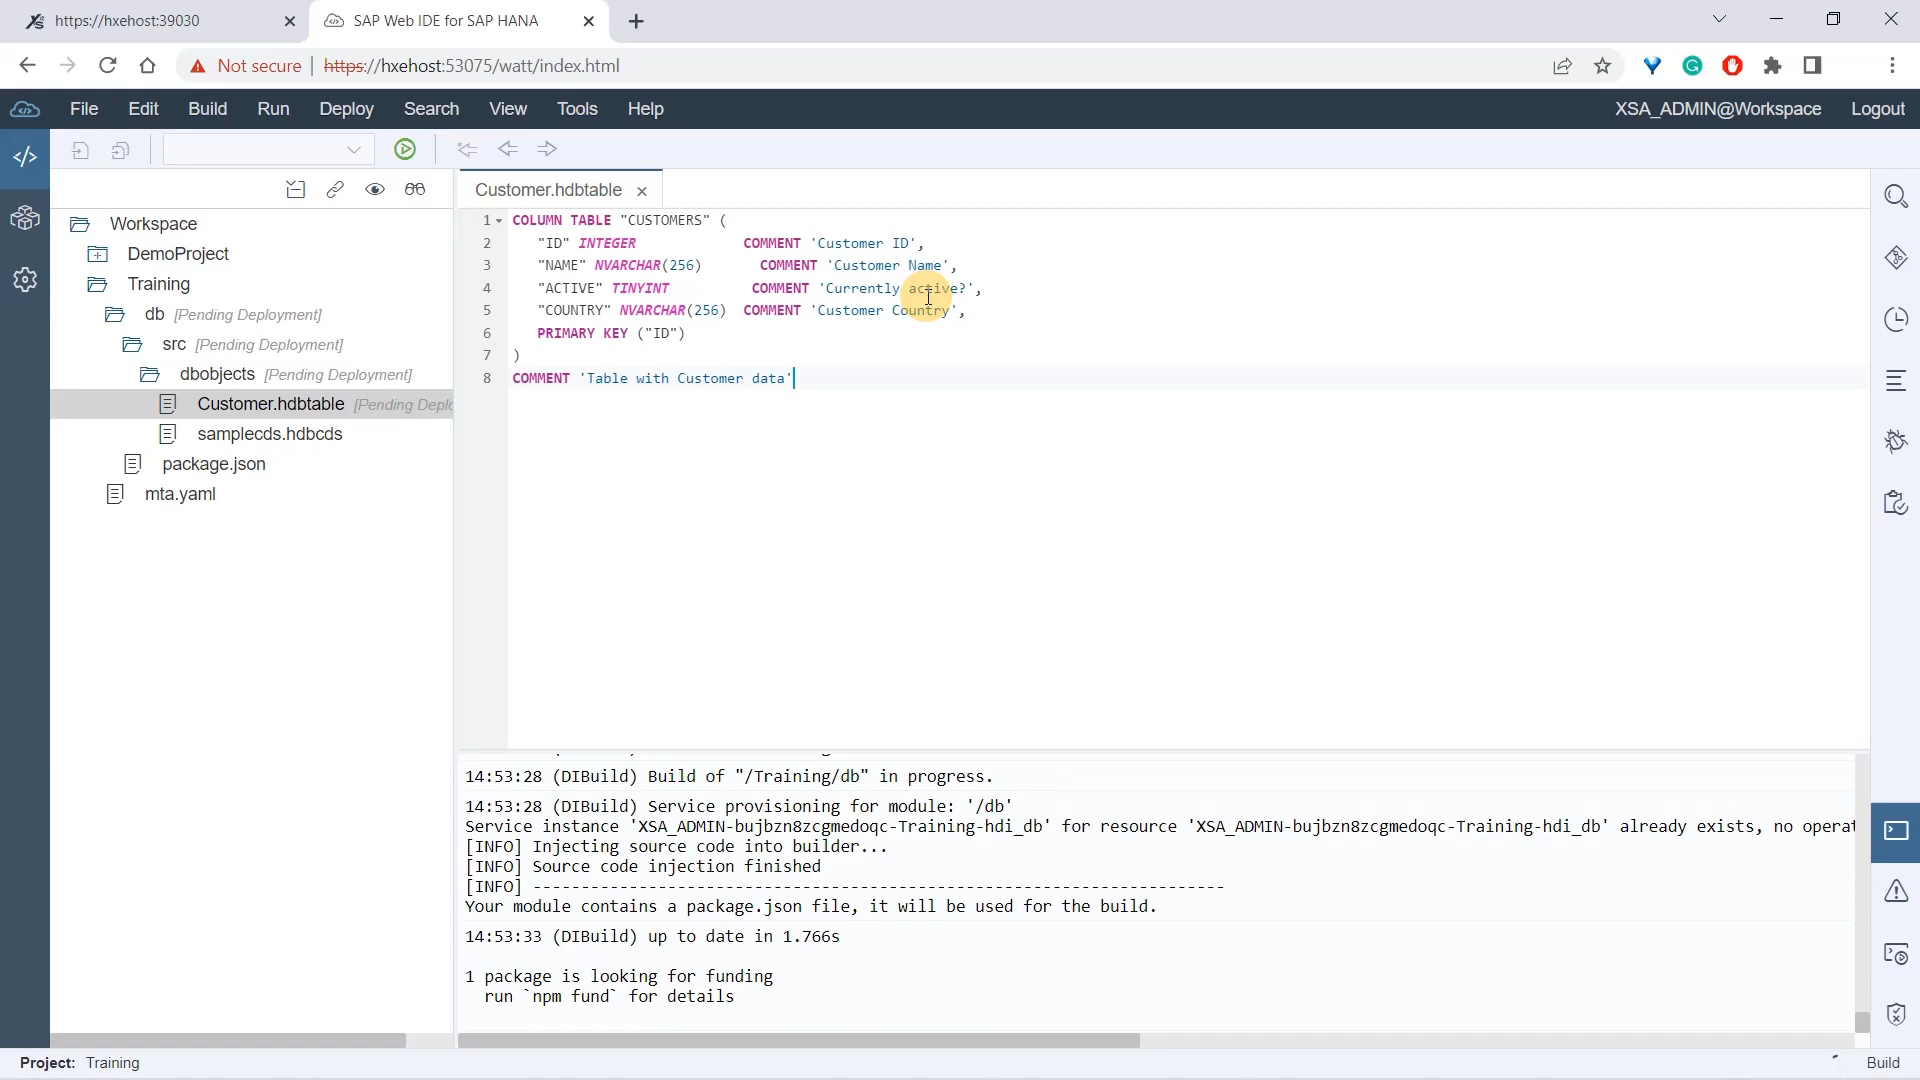 https://hxehost:39030
SAP Web IDE for SAP HANA
Not secure
https://hxehost:53075/watt/index.html
File Edit Build Run Deploy Search View Tools Help
XSA_ADMIN@Workspace Logout
Customer.hdbtable
Workspace
DemoProject
Training
db [Pending Deployment]
src [Pending Deployment]
dbobjects [Pending Deployment]
Customer.hdbtable [Pending Deplo
samplecds.hdbcds
package.json
mta.yaml
1 COLUMN TABLE "CUSTOMERS" (
2 "ID" INTEGER COMMENT 'Customer ID',
3 "NAME" NVARCHAR(256) COMMENT 'Customer Name',
4 "ACTIVE" TINYINT COMMENT 'Currently active?',
5 "COUNTRY" NVARCHAR(256) COMMENT 'Customer Country',
6 PRIMARY KEY ("ID")
7 )
8 COMMENT 'Table with Customer data'
14:53:28 (DIBuild) Build of "/Training/db" in progress.
14:53:28 (DIBuild) Service provisioning for module: '/db'
Service instance 'XSA_ADMIN-bujbzn8zcgmedoqc-Training-hdi_db' for resource 'XSA_ADMIN-bujbzn8zcgmedoqc-Training-hdi_db' already exists, no operat
[INFO] Injecting source code into builder...
[INFO] Source code injection finished
[INFO] ------------------------------------------------------------------------
Your module contains a package.json file, it will be used for the build.
14:53:33 (DIBuild) up to date in 1.766s
1 package is looking for funding
run `npm fund` for details
Project: Training
Build